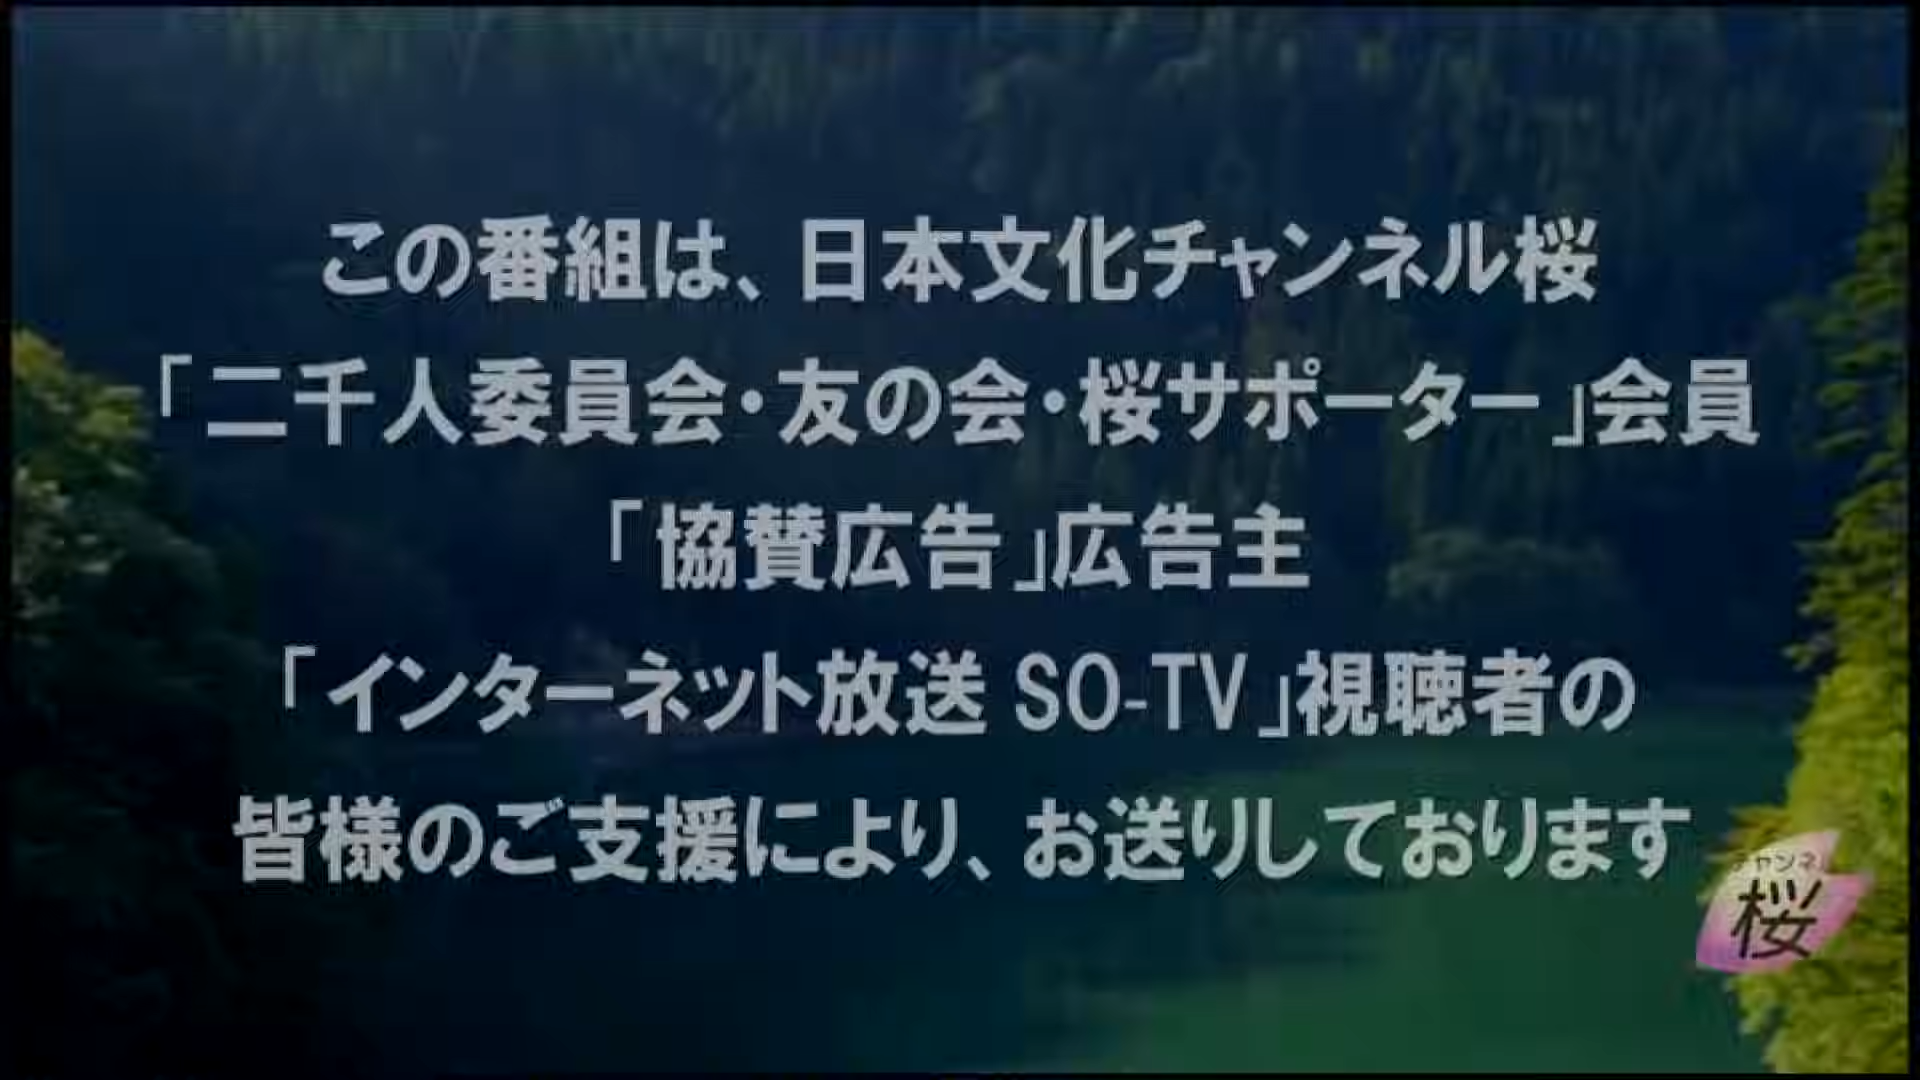 この番組は、日本文化チャンネル桜
「二千人委員会・友の会・桜サポーター」会員
「協賛広告」広告主
「インターネット放送 SO-TV」視聴者の
皆様のご支援により、お送りしております
チャンネ
桜